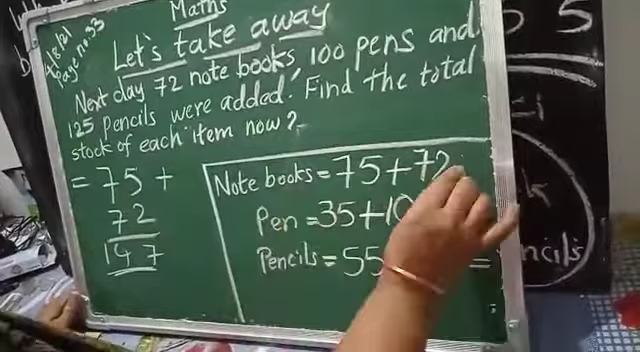 Maths
Page no.33
Let's take away
Next day 72 note books, 100 pens and
125 pencils were added. Find the total
stock of each item now?
= 75 +
72
147
Note books = 75 + 72
Pen = 35 + 10
Pencils = 55
=
55
ncils